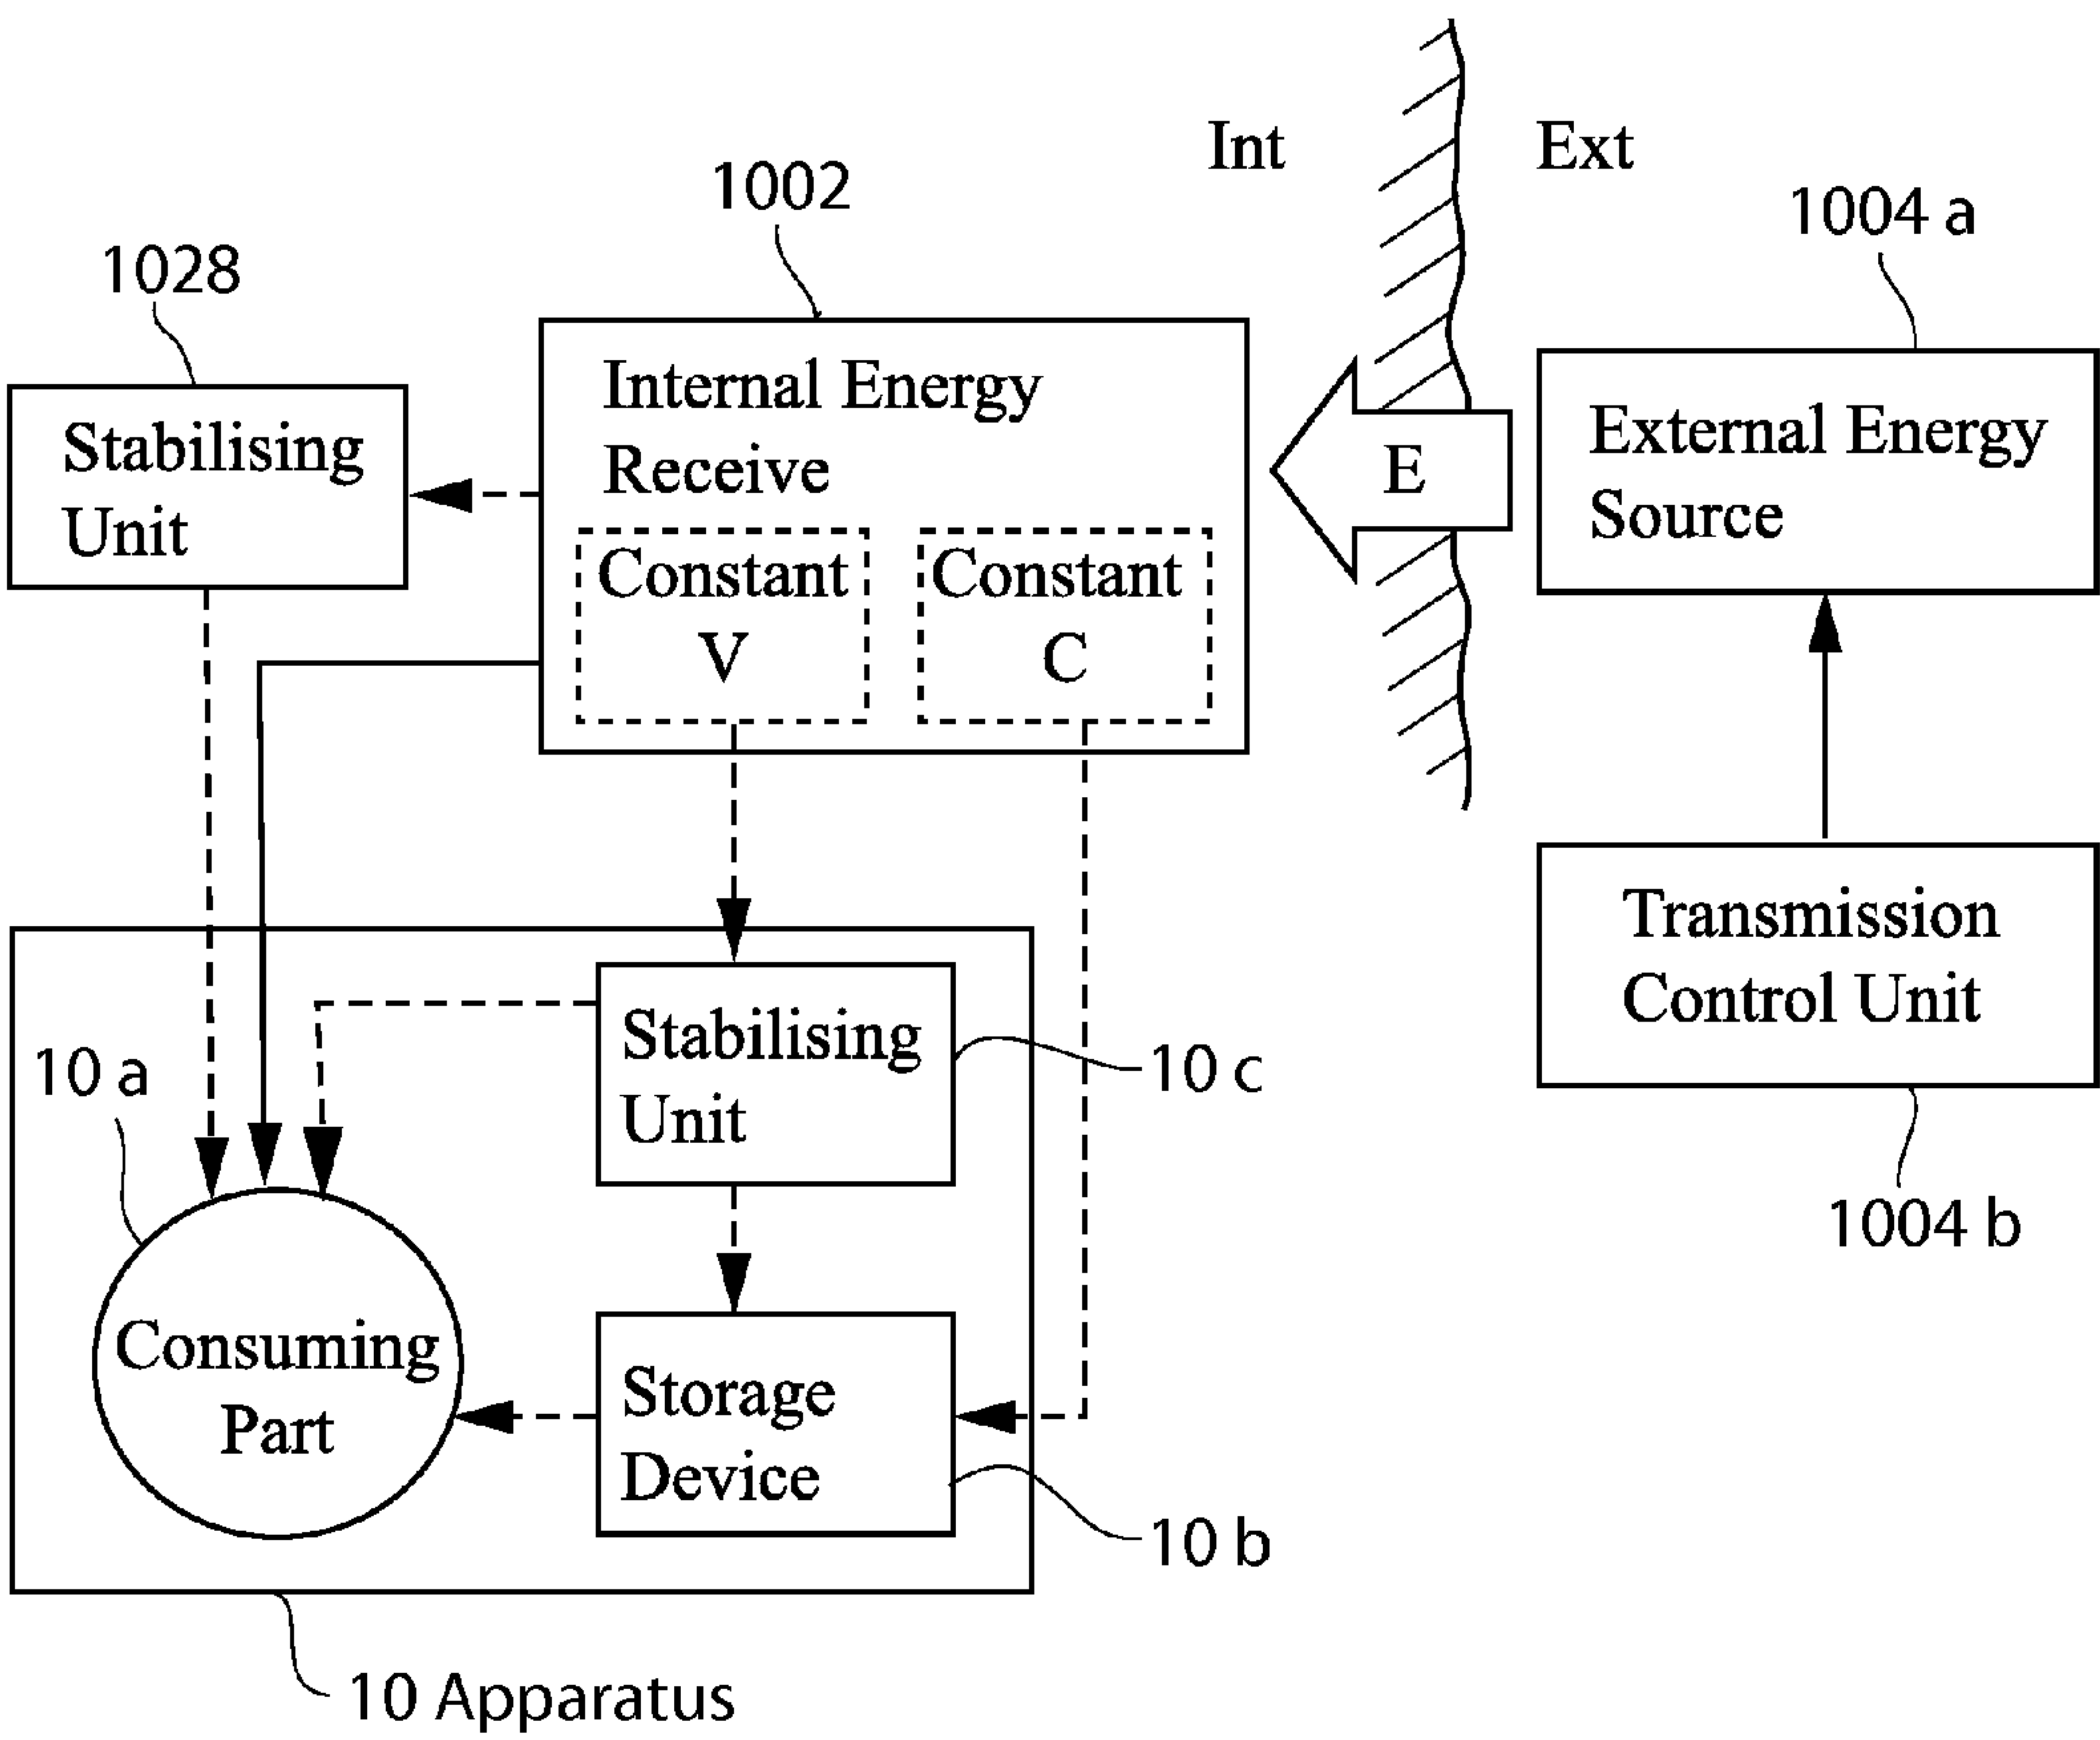 Int
Ext
1002
1004 a
1028
Internal Energy
Receive
Constant
V
Constant
C
E
External Energy
Source
Stabilising
Unit
Transmission
Control Unit
1004 b
10 a
Stabilising
Unit
10 c
Consuming
Part
Storage
Device
10 b
10 Apparatus